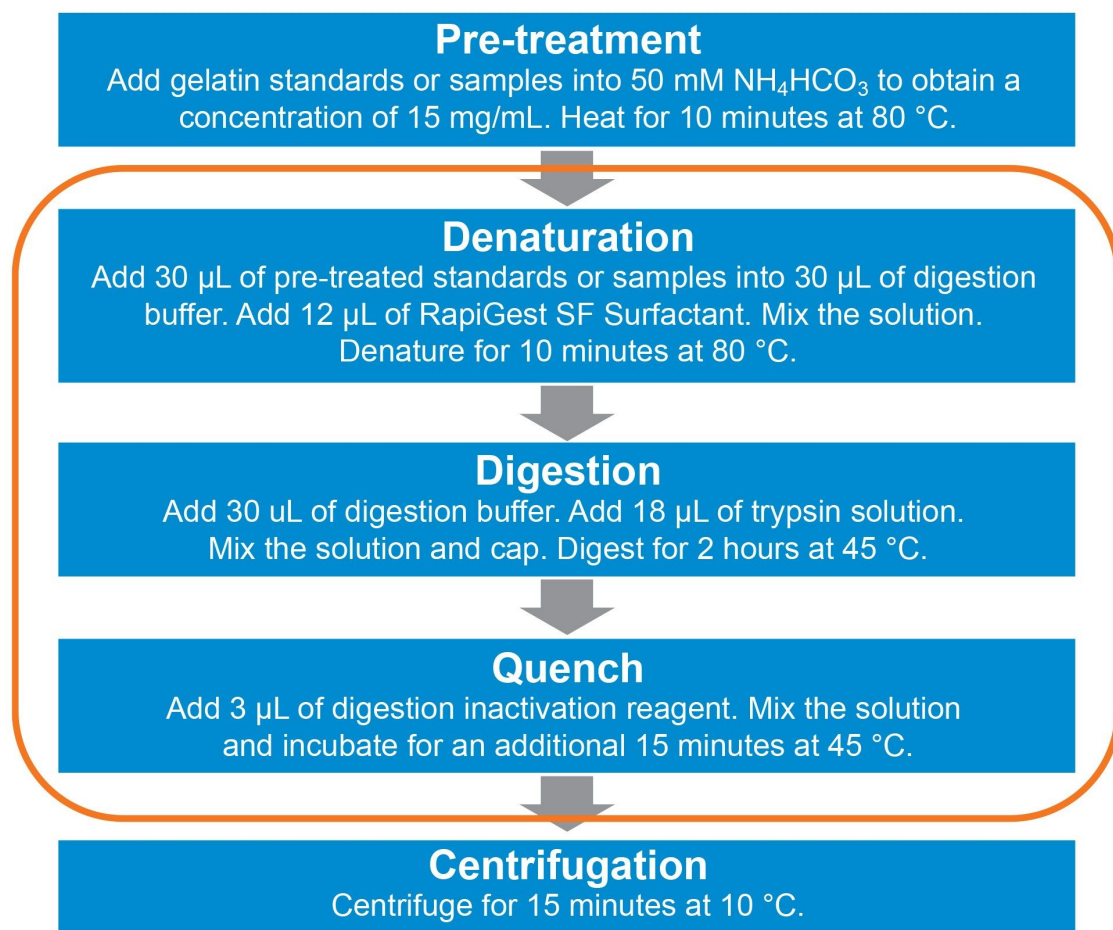 Pre-treatment
Add gelatin standards or samples into 50 mM NH₄HCO₃ to obtain a
concentration of 15 mg/mL. Heat for 10 minutes at 80 °C.
Denaturation
Add 30 µL of pre-treated standards or samples into 30 µL of digestion
buffer. Add 12 µL of RapiGest SF Surfactant. Mix the solution.
Denature for 10 minutes at 80 °C.
Digestion
Add 30 uL of digestion buffer. Add 18 µL of trypsin solution.
Mix the solution and cap. Digest for 2 hours at 45 °C.
Quench
Add 3 µL of digestion inactivation reagent. Mix the solution
and incubate for an additional 15 minutes at 45 °C.
Centrifugation
Centrifuge for 15 minutes at 10 °C.